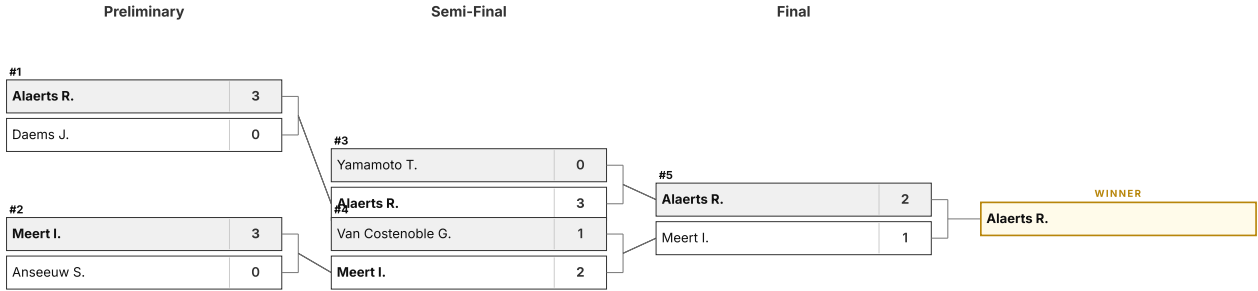 Preliminary
Semi-Final
Final
#1
Alaerts R. 3
Daems J. 0
#2
Meert I. 3
Anseeuw S. 0
#3
Yamamoto T. 0
Alaerts R. 3
#4
Van Costenoble G. 1
Meert I. 2
#5
Alaerts R. 2
Meert I. 1
WINNER
Alaerts R.